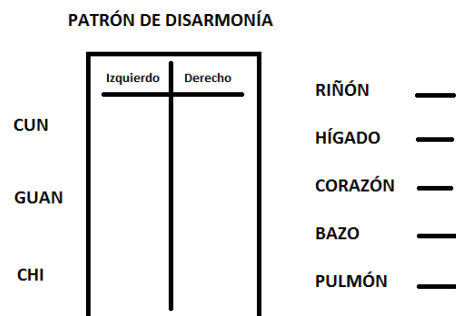 PATRÓN DE DISARMONÍA
Izquierdo Derecho
CUN
GUAN
CHI
RIÑÓN
HÍGADO
CORAZÓN
BAZO
PULMÓN